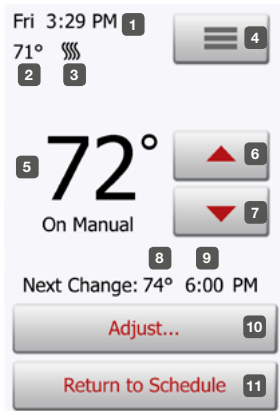 Fri 3:29 PM 1
4
71°
2 3
5 72° 6
On Manual 7
8 9
Next Change: 74° 6:00 PM
Adjust... 10
Return to Schedule 11